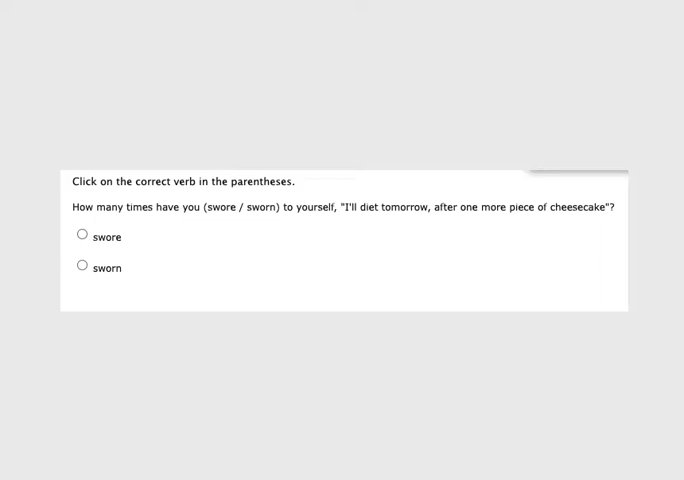 Click on the correct verb in the parentheses.
How many times have you (swore / sworn) to yourself, "I'll diet tomorrow, after one more piece of cheesecake"?
swore
sworn